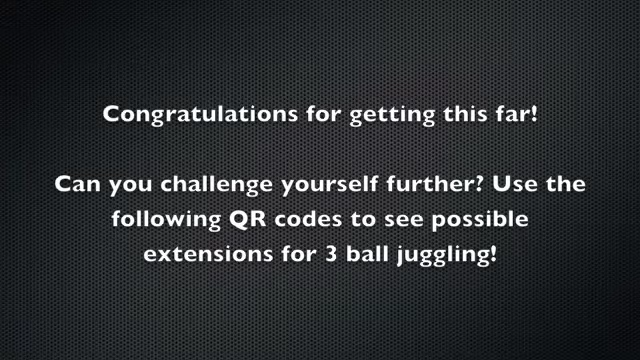 Congratulations for getting this far!
Can you challenge yourself further? Use the
following QR codes to see possible
extensions for 3 ball juggling!